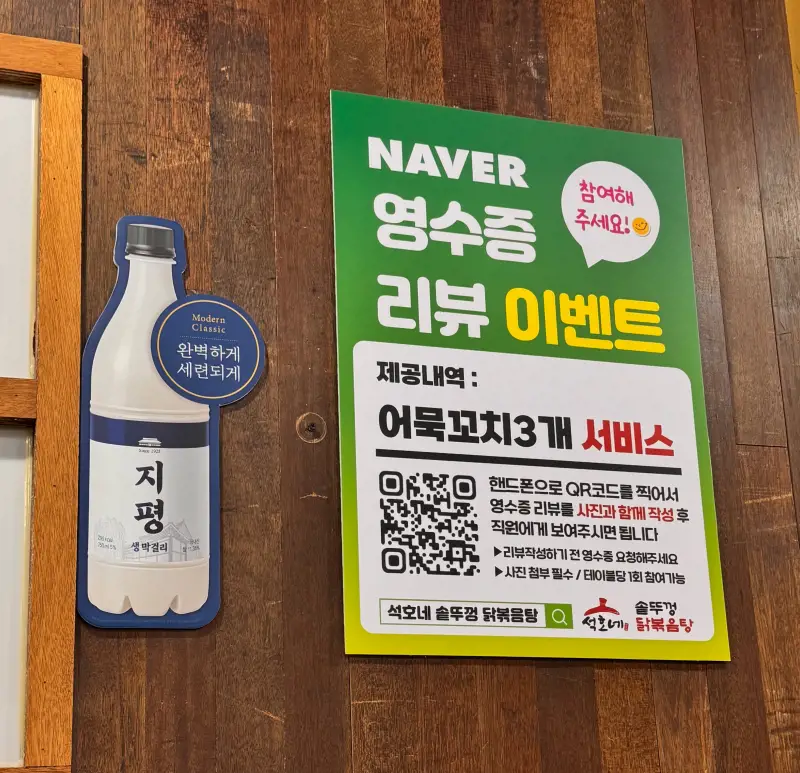 Modern
Classic
완벽하게
세련되게
Since 1925
지평
생막걸리
NAVER
영수증
리뷰 이벤트
참여해
주세요!
제공내역 :
어묵꼬치3개 서비스
핸드폰으로 QR코드를 찍어서
영수증 리뷰를 사진과 함께 작성 후
직원에게 보여주시면 됩니다
▶리뷰작성하기 전 영수증 요청해주세요
▶사진 첨부 필수 / 테이블당 1회 참여가능
석호네 솥뚜껑 닭볶음탕
석호네
솥뚜껑
닭볶음탕